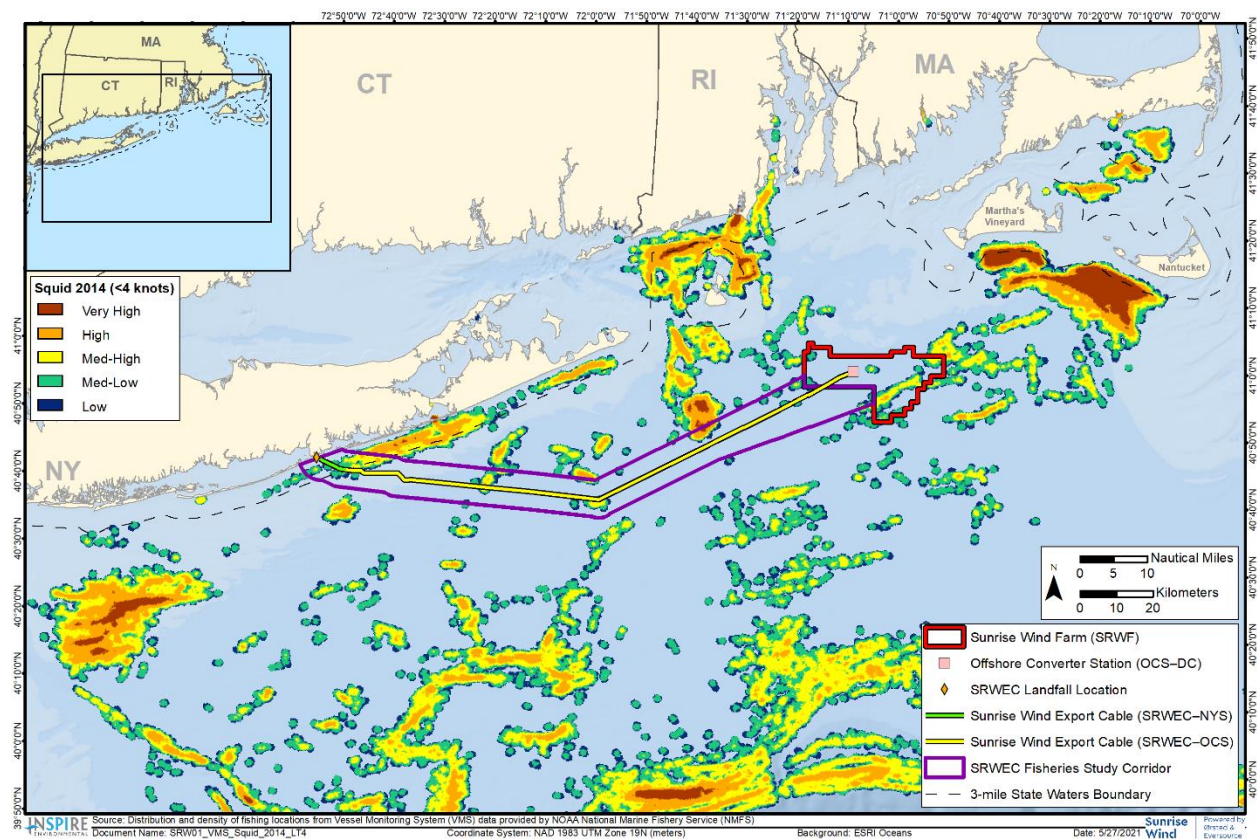 72°50'0"W 72°40'0"W 72°30'0"W 72°20'0"W 72°10'0"W 72°0'0"W 71°50'0"W 71°40'0"W 71°30'0"W 71°20'0"W 71°10'0"W 71°0'0"W 70°50'0"W 70°40'0"W 70°30'0"W 70°20'0"W 70°10'0"W 70°0'0"W
MA
CT
RI
CT
RI
MA
Martha's
Vineyard
Nantucket
NY
Squid 2014 (<4 knots)
Very High
High
Med-High
Med-Low
Low
41°0'0"N
40°50'0"N
40°40'0"N
40°30'0"N
40°20'0"N
40°10'0"N
40°0'0"N
39°50'0"N
41°50'0"N
41°40'0"N
41°30'0"N
41°20'0"N
41°10'0"N
41°0'0"N
40°50'0"N
40°40'0"N
40°30'0"N
40°20'0"N
40°10'0"N
40°0'0"N
N
Nautical Miles
0 5 10
Kilometers
0 10 20
Sunrise Wind Farm (SRWF)
Offshore Converter Station (OCS–DC)
SRWEC Landfall Location
Sunrise Wind Export Cable (SRWEC–NYS)
Sunrise Wind Export Cable (SRWEC–OCS)
SRWEC Fisheries Study Corridor
3-mile State Waters Boundary
INSPIRE
ENVIRONMENTAL
Source: Distribution and density of fishing locations from Vessel Monitoring System (VMS) data provided by NOAA National Marine Fishery Service (NMFS)
Document Name: SRW01_VMS_Squid_2014_LT4 Coordinate System: NAD 1983 UTM Zone 19N (meters) Background: ESRI Oceans Date: 5/27/2021
Sunrise
Wind
Powered by
Ørsted &
Eversource